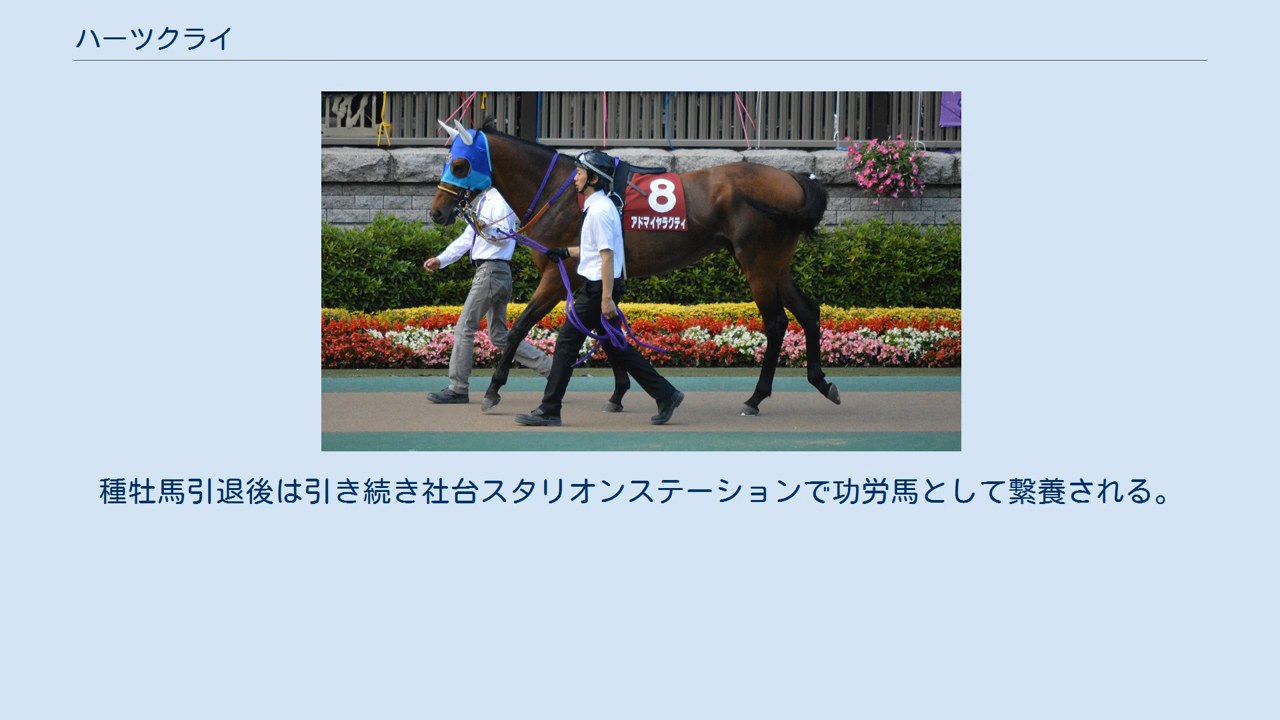 ハーツクライ
8
アドマイヤラクティ
種牡馬引退後は引き続き社台スタリオンステーションで功労馬として繋養される。